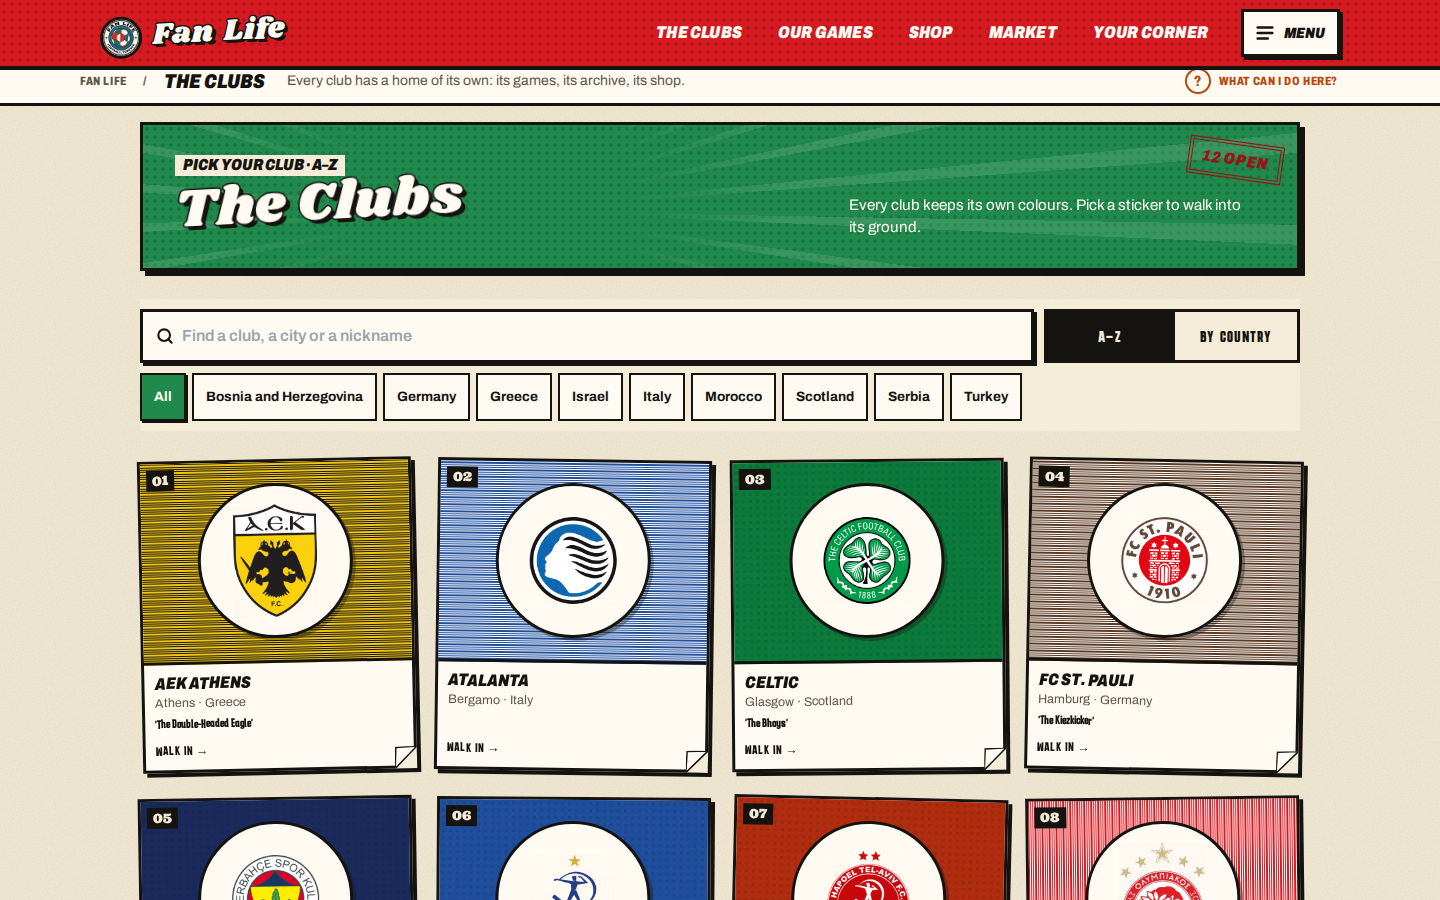 FAN LIFE
Fan Life
THE CLUBS
OUR GAMES
SHOP
MARKET
YOUR CORNER
MENU
FAN LIFE / THE CLUBS
Every club has a home of its own: its games, its archive, its shop.
? WHAT CAN I DO HERE?
PICK YOUR CLUB · A–Z
The Clubs
12 OPEN
Every club keeps its own colours. Pick a sticker to walk into
its ground.
Find a club, a city or a nickname
A–Z
BY COUNTRY
All
Bosnia and Herzegovina
Germany
Greece
Israel
Italy
Morocco
Scotland
Serbia
Turkey
01
A.E.K
F.C.
AEK ATHENS
Athens · Greece
'The Double-Headed Eagle'
WALK IN →
02
ATALANTA
Bergamo · Italy
WALK IN →
03
THE CELTIC FOOTBALL CLUB
1888
CELTIC
Glasgow · Scotland
'The Bhoys'
WALK IN →
04
FC ST. PAULI
1910
FC ST. PAULI
Hamburg · Germany
'The Kiezkicker'
WALK IN →
05
06
07
HAPOEL TEL-AVIV F.C.
08